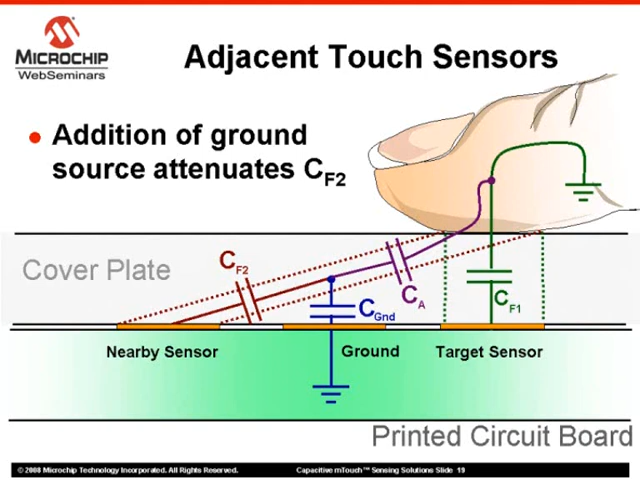 MICROCHIP
WebSeminars
Adjacent Touch Sensors
• Addition of ground
source attenuates CF2
Cover Plate
CF2
CA
CGnd
CF1
Nearby Sensor
Ground
Target Sensor
Printed Circuit Board
© 2008 Microchip Technology Incorporated. All Rights Reserved.
Capacitive mTouch™ Sensing Solutions Slide 19